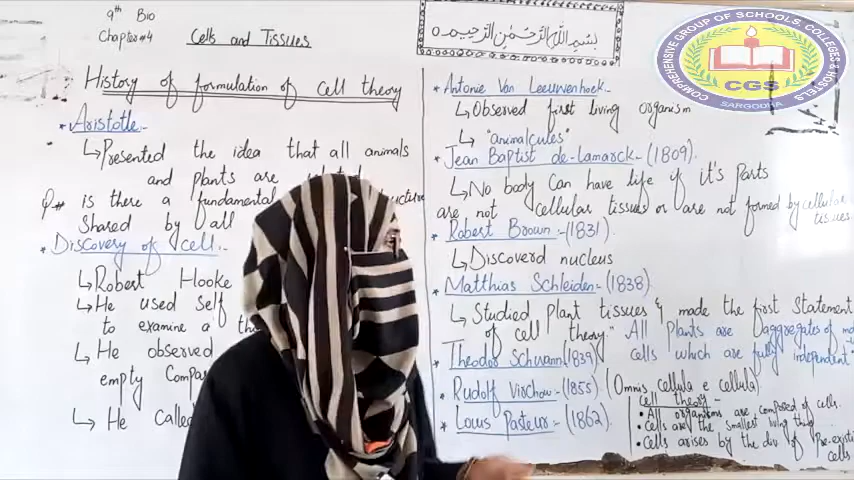 9th Bio
Chapter#4
Cells and Tissues
History of formulation of cell theory
* Aristotle:-
Presented the idea that all animals
and plants are
Q# is there a fundamental structure
Shared by all
* Discovery of cell:-
Robert Hooke
He used self
to examine a
He observed
empty
He called
بسم اللہ الرحمٰن الرحیم
* Antonie Van Leeuwenhoek:-
Observed first living organism
"animalcules"
* Jean Baptist de-Lamarck:- (1809).
No body Can have life if it's Parts
are not cellular tissues or are not formed by cellular
tissues.
* Robert Brown:- (1831)
Discoverd nucleus
* Matthias Schleiden:- (1838)
Studied Plant tissues & made the first Statement
of cell theory" All Plants are aggregates of
cells which are fully independent"
* Theodor Schwann (1839)
* Rudolf Virchow:- (1855) (Omnis cellula e cellula)
* Louis Pasteur:- (1862)
Cell theory:-
• All organisms are composed of cells.
• Cells are the smallest living thing
• Cells arises by the div. of Pre-existing
cells
COMPREHENSIVE GROUP OF SCHOOLS, COLLEGES & HOSTELS
CGS
SARGODHA